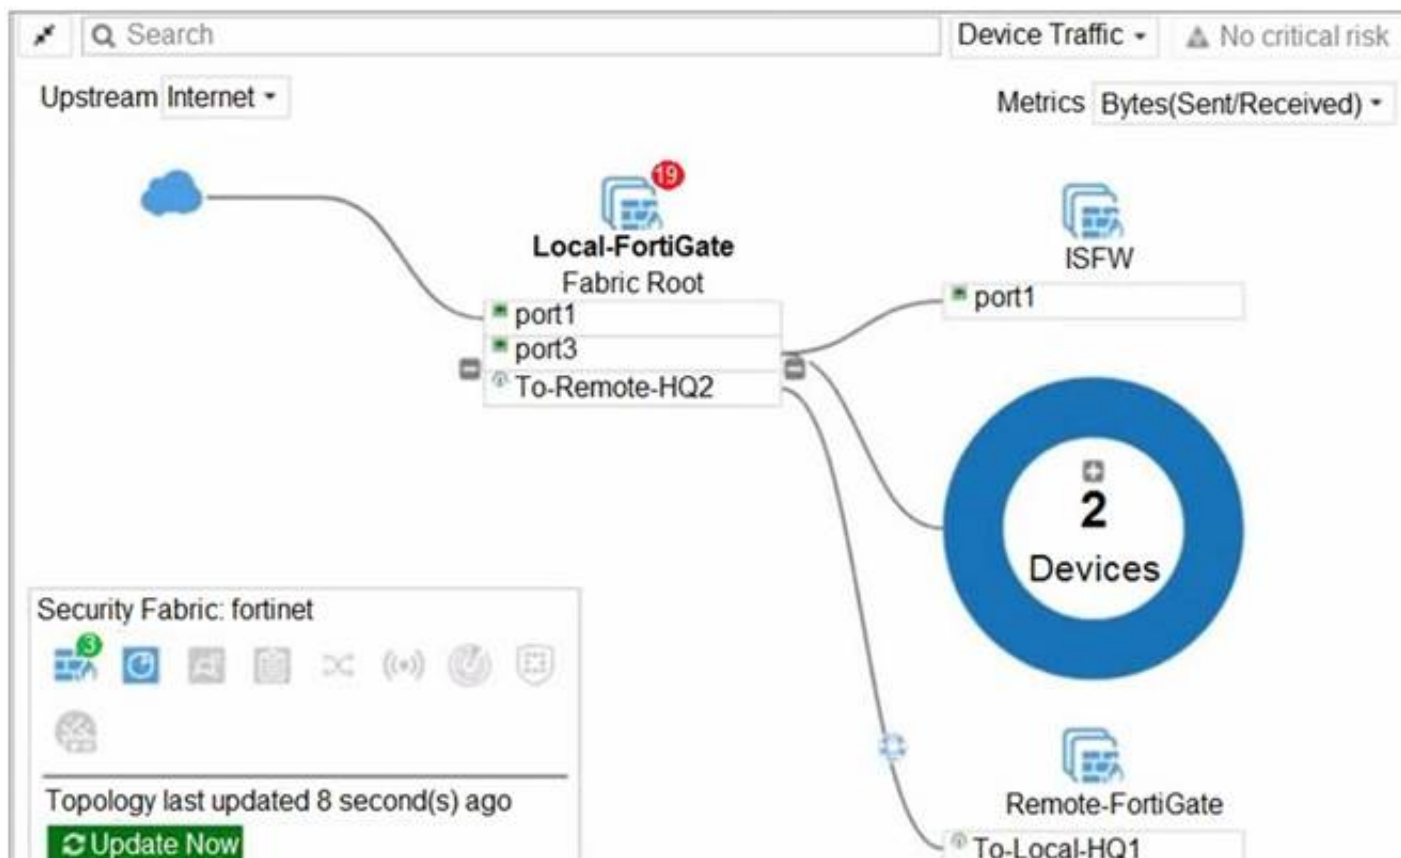 Search
Device Traffic
No critical risk
Upstream Internet
Metrics Bytes(Sent/Received)
19
Local-FortiGate
Fabric Root
port1
port3
To-Remote-HQ2
ISFW
port1
2
Devices
Security Fabric: fortinet
3
Topology last updated 8 second(s) ago
Update Now
Remote-FortiGate
To-Local-HQ1